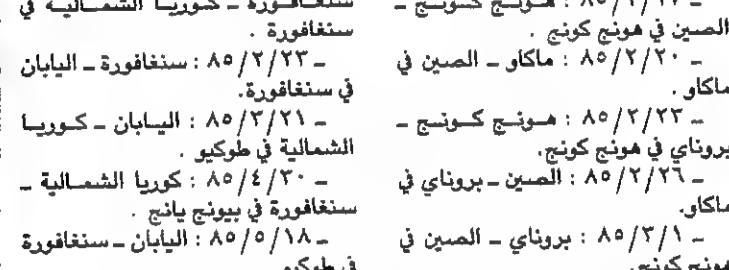 الصين في هونج كونج .
ـ ٨٥/٢/٢٠ : ماكاو ـ الصين في
ماكاو .
ـ ٨٥/٢/٢٣ : هونج كونج ـ
بروناي في هونج كونج.
ـ ٨٥/٢/٢٦ : الصين ـ بروناي في
ماكاو.
ـ ٨٥/٣/١ : بروناي ـ الصين في
هونج كونج.
سنغافورة ـ كوريا الشمالية في
سنغافورة .
ـ ٨٥/٢/٢٣ : سنغافورة ـ اليابان
في سنغافورة.
ـ ٨٥/٣/٢١ : اليابان ـ كوريا
الشمالية في طوكيو .
ـ ٨٥/٤/٣٠ : كوريا الشمالية ـ
سنغافورة في بيونج يانج .
ـ ٨٥/٥/١٨ : اليابان ـ سنغافورة
في طوكيو